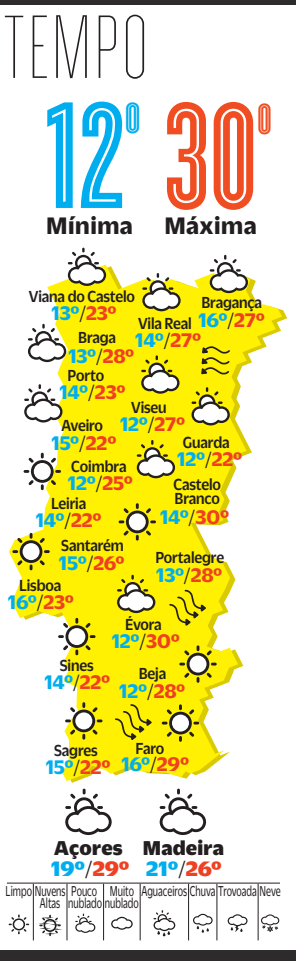 TEMPO
12º 30º
Mínima Máxima
Viana do Castelo
13º/23º
Bragança
16º/27º
Vila Real
14º/27º
Braga
13º/28º
Porto
14º/23º
Viseu
12º/27º
Aveiro
15º/22º
Guarda
12º/22º
Coimbra
12º/25º
Castelo
Branco
14º/30º
Leiria
14º/22º
Santarém
15º/26º
Portalegre
13º/28º
Lisboa
16º/23º
Évora
12º/30º
Sines
14º/22º
Beja
12º/28º
Sagres
15º/22º
Faro
16º/29º
Açores
19º/29º
Madeira
21º/26º
Limpo
Nuvens
Altas
Pouco
nublado
Muito
nublado
Aguaceiros
Chuva
Trovoada
Neve